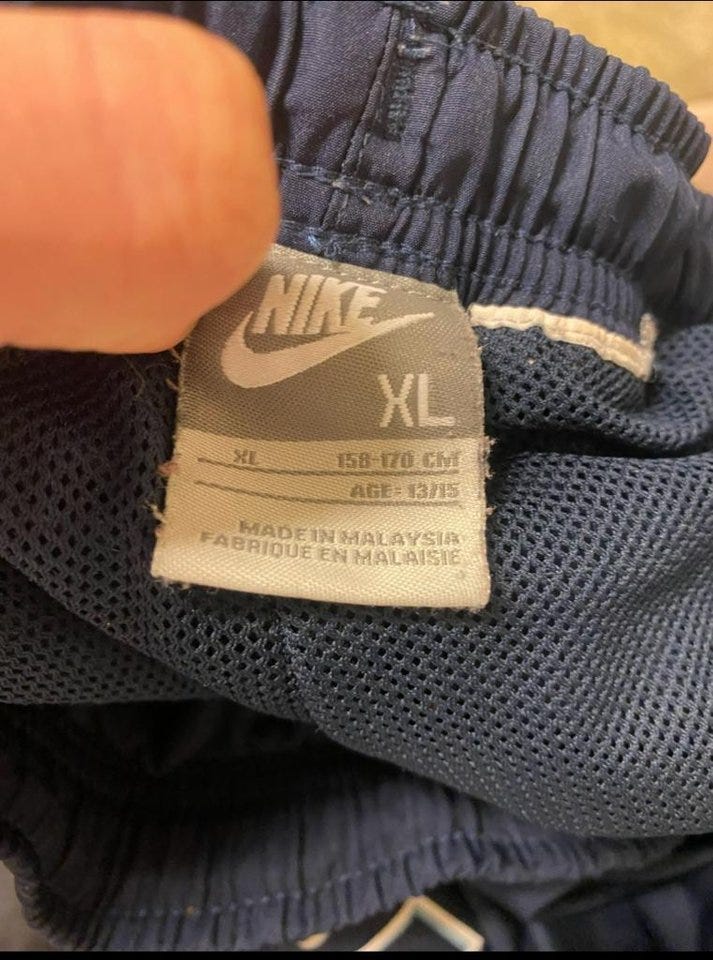 NIKE
XL
XL 158-170 CM
AGE: 13/15
MADE IN MALAYSIA
FABRIQUE EN MALAISIE